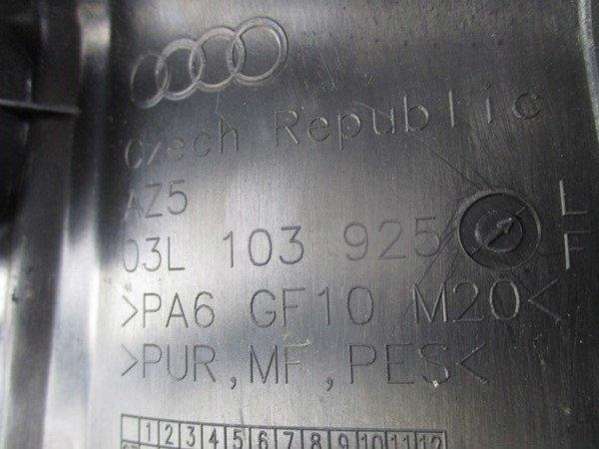 Czech Republic
AZ5
03L 103 925 L
F
>PA6 GF10 M20<
>PUR,MF,PES<
1 2 3 4 5 6 7 8 9 10 11 12